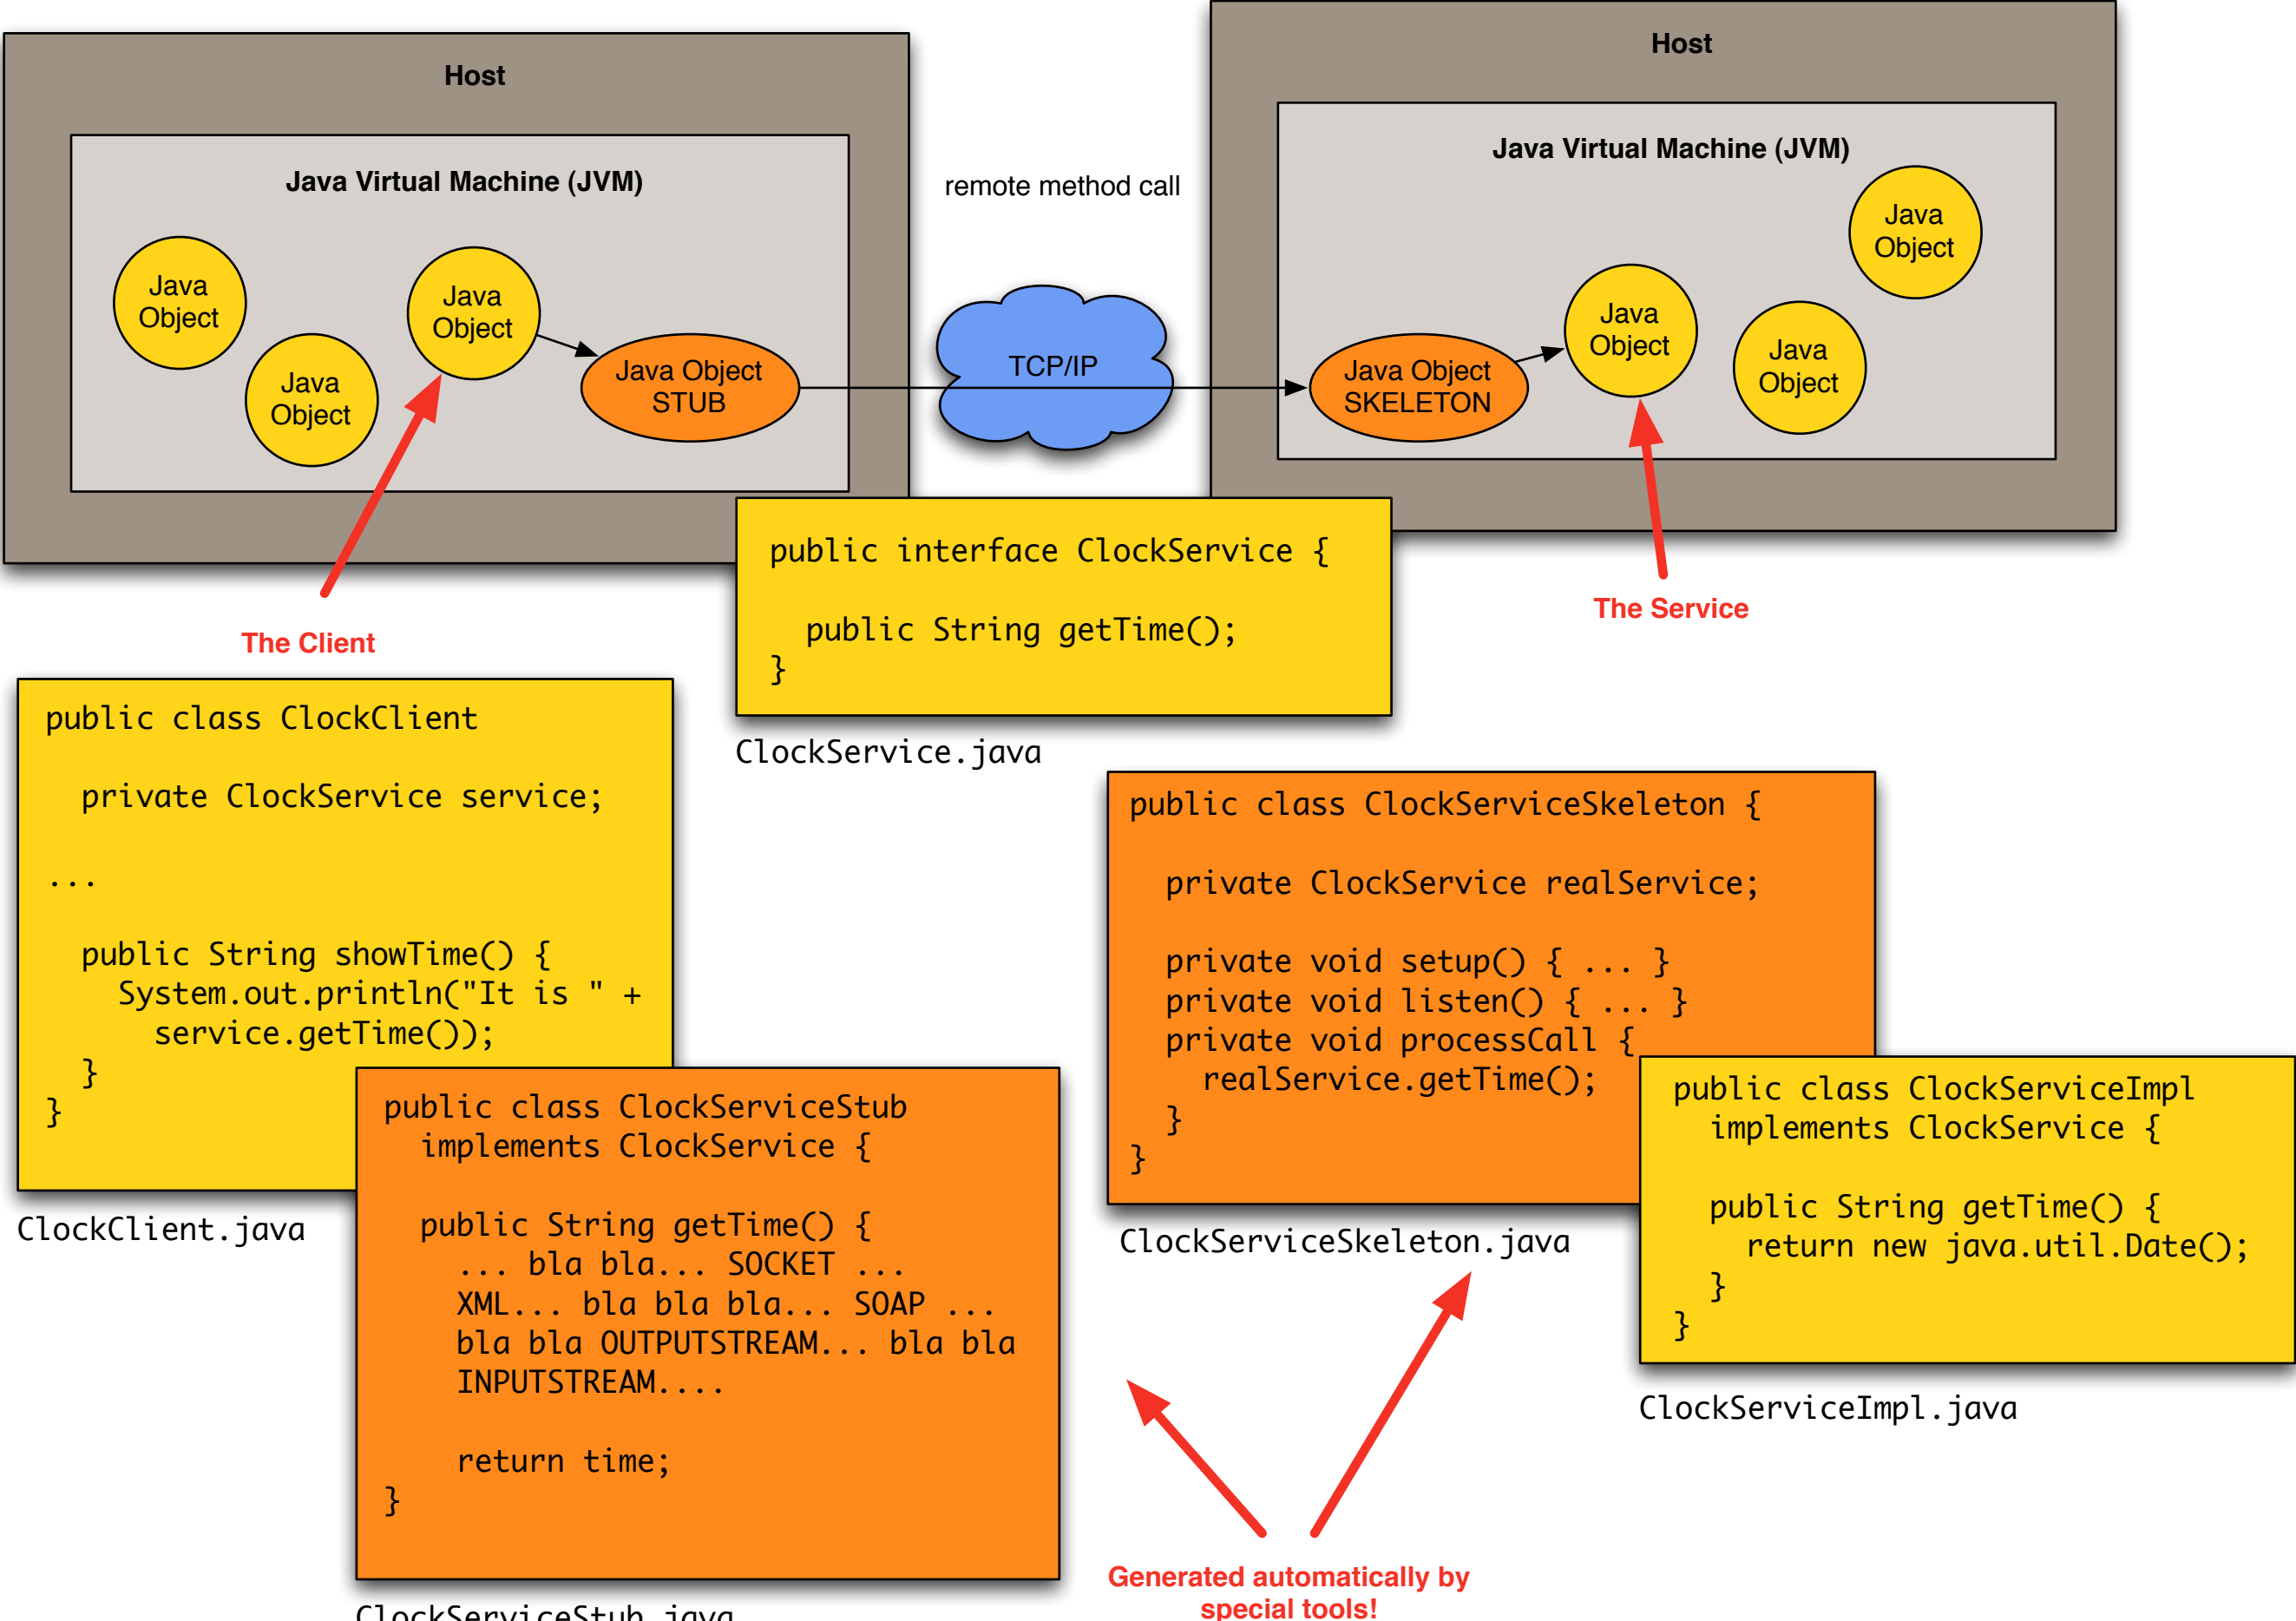 Host
Java Virtual Machine (JVM)
Java
Object
Java
Object
Java
Object
Java Object
STUB
remote method call
TCP/IP
Host
Java Virtual Machine (JVM)
Java Object
SKELETON
Java
Object
Java
Object
Java
Object
The Client
The Service
public interface ClockService {
public String getTime();
}
ClockService.java
public class ClockClient
private ClockService service;
...
public String showTime() {
System.out.println("It is " +
service.getTime());
}
}
ClockClient.java
public class ClockServiceStub
implements ClockService {
public String getTime() {
... bla bla... SOCKET ...
XML... bla bla bla... SOAP ...
bla bla OUTPUTSTREAM... bla bla
INPUTSTREAM....
return time;
}
ClockServiceStub.java
public class ClockServiceSkeleton {
private ClockService realService;
private void setup() { ... }
private void listen() { ... }
private void processCall {
realService.getTime();
}
}
ClockServiceSkeleton.java
public class ClockServiceImpl
implements ClockService {
public String getTime() {
return new java.util.Date();
}
}
ClockServiceImpl.java
Generated automatically by
special tools!